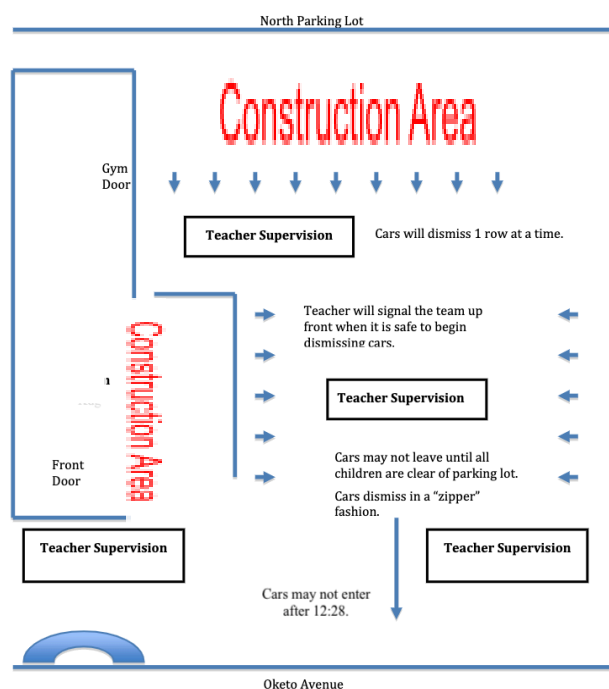 North Parking Lot
Construction Area
Gym
Door
Teacher Supervision
Cars will dismiss 1 row at a time.
Teacher will signal the team up
front when it is safe to begin
dismissing cars.
Construction Area
Teacher Supervision
Front
Door
Cars may not leave until all
children are clear of parking lot.
Cars dismiss in a “zipper”
fashion.
Teacher Supervision
Teacher Supervision
Cars may not enter
after 12:28.
Oketo Avenue